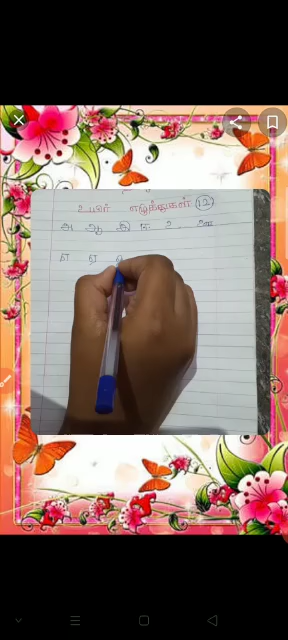 உயிர் எழுத்துகள் (12)
அ ஆ இ ஈ உ ஊ
எ ஏ